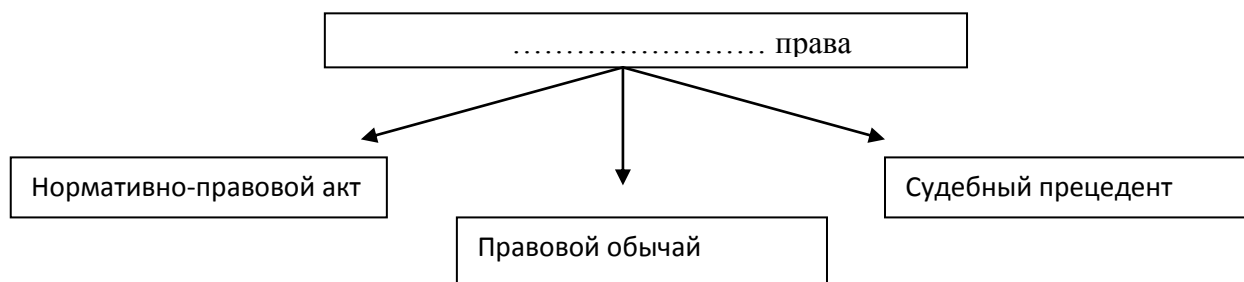 …………………… права
Нормативно-правовой акт
Судебный прецедент
Правовой обычай